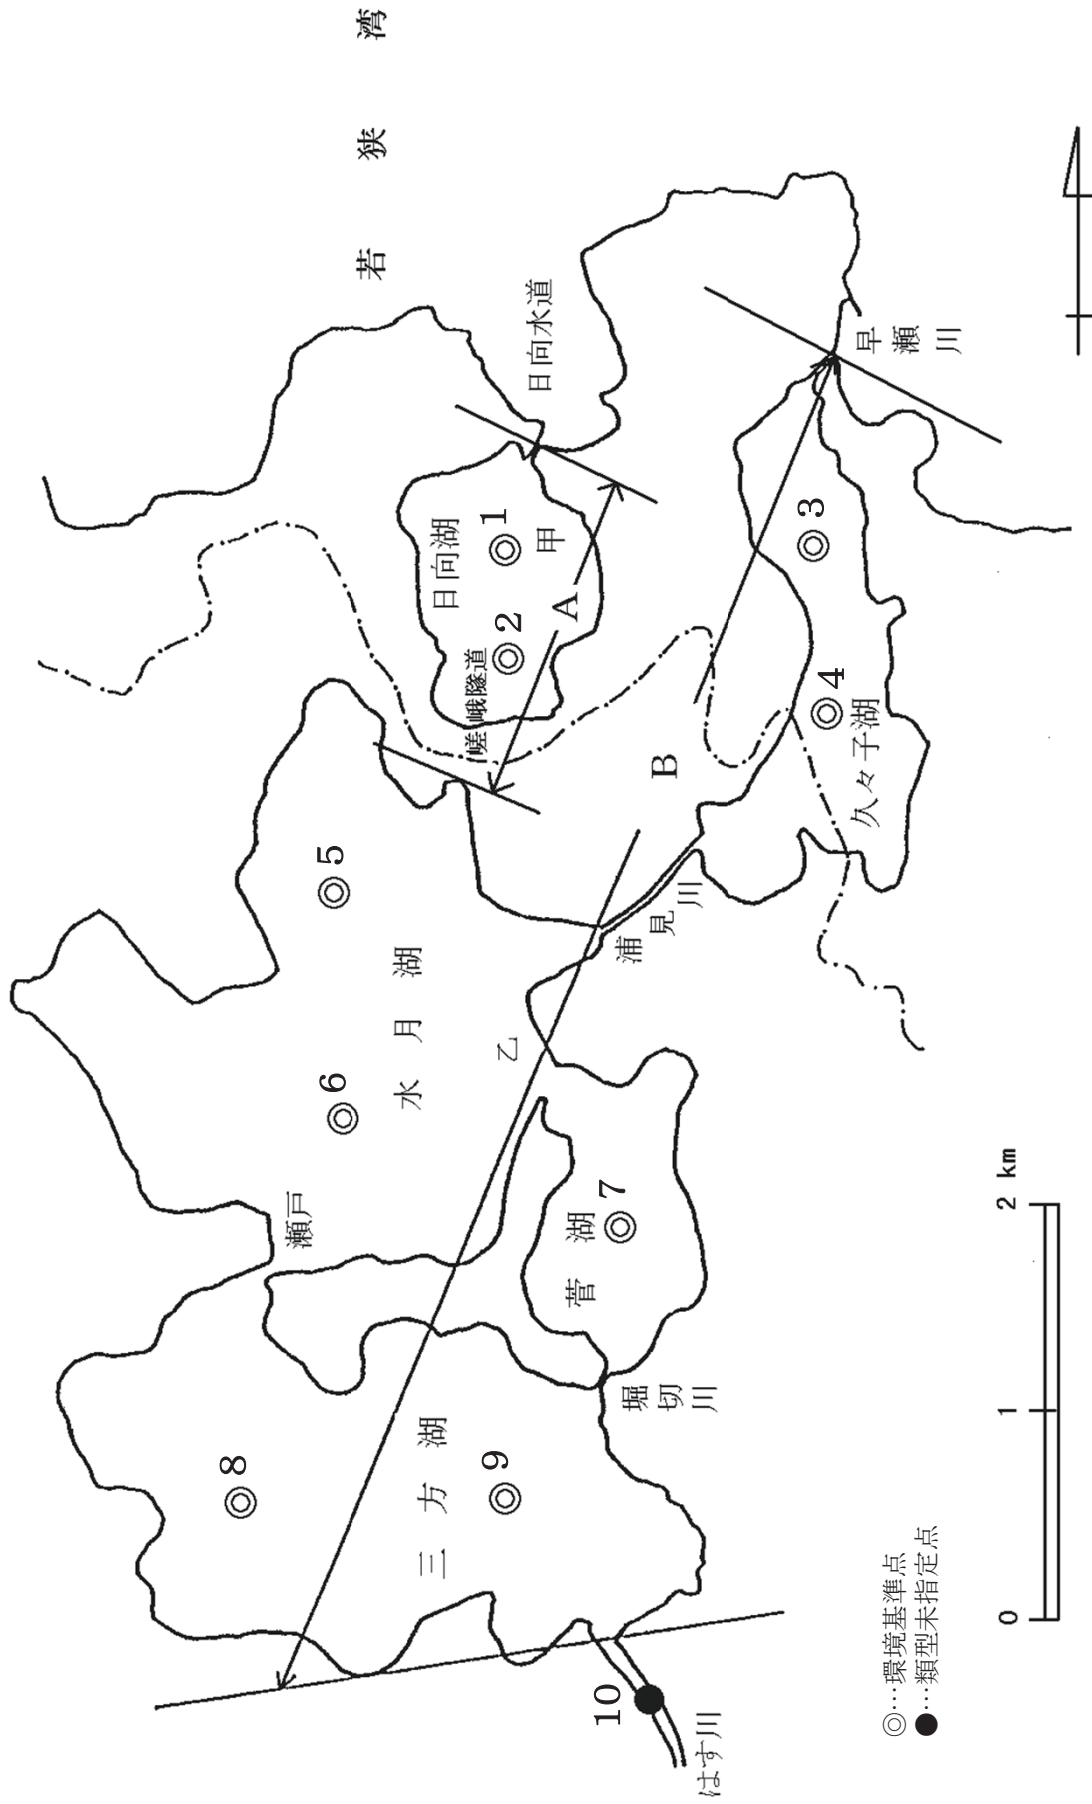 若狭湾
日向水道
日向湖
1
甲
2
A
嵯峨隧道
早瀬川
3
4
久々子湖
B
浦見川
5
水月湖
6
乙
瀬戸
菅湖
7
堀切川
三方湖
8
9
10
はす川
◎…環境基準点
●…類型未指定点
0 1 2 km